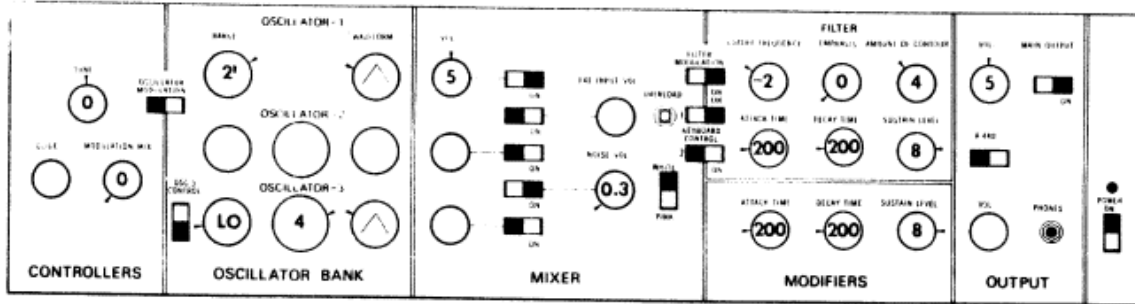 CONTROLLERS
TUNE
0
GLIDE
MODULATION MIX
0
OSCILLATOR BANK
OSCILLATOR
MODULATION
OSC. 3
CONTROL
OSCILLATOR-1
RANGE
WAVEFORM
2'
OSCILLATOR-2
OSCILLATOR-3
LO
4
MIXER
VOL
5
ON
ON
ON
ON
ON
EXT INPUT VOL
OVERLOAD
NOISE VOL
0.3
WHITE
PINK
MODIFIERS
FILTER
FILTER
MODULATION
ON
ON
KEYBOARD
CONTROL
ON
CUTOFF FREQUENCY
EMPHASIS
AMOUNT OF CONTOUR
-2
0
4
ATTACK TIME
DECAY TIME
SUSTAIN LEVEL
200
200
8
ATTACK TIME
DECAY TIME
SUSTAIN LEVEL
200
200
8
OUTPUT
VOL
MAIN OUTPUT
5
ON
A-440
ON
VOL
PHONES
POWER
ON